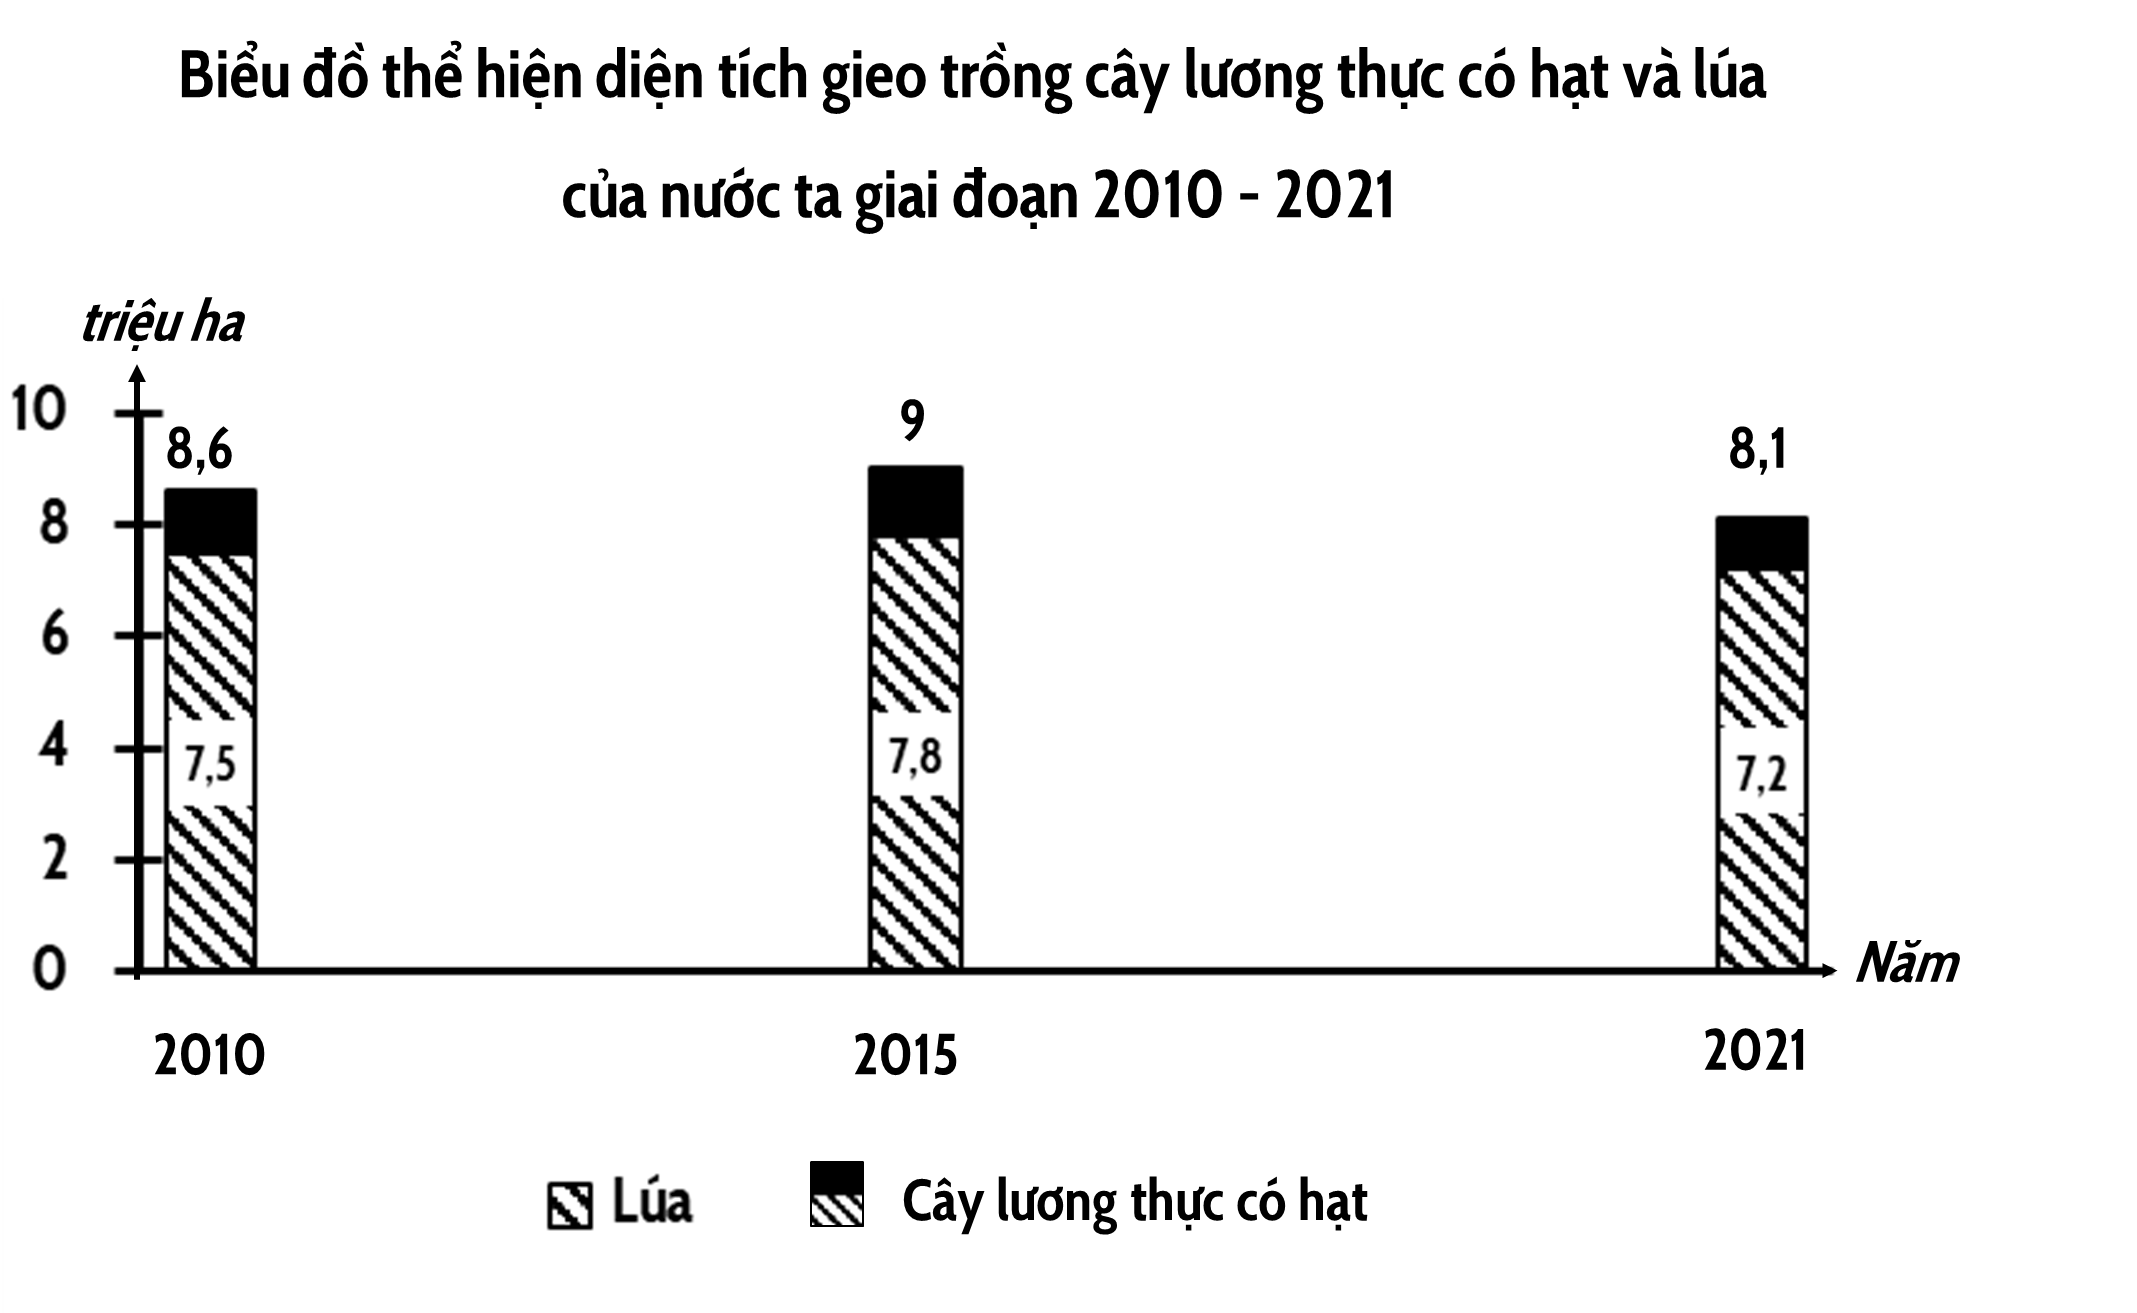 Biểu đồ thể hiện diện tích gieo trồng cây lương thực có hạt và lúa
của nước ta giai đoạn 2010 - 2021
triệu ha
10
8,6
9
8,1
8
6
4
7,5
7,8
7,2
2
0
Năm
2010
2015
2021
Lúa
Cây lương thực có hạt